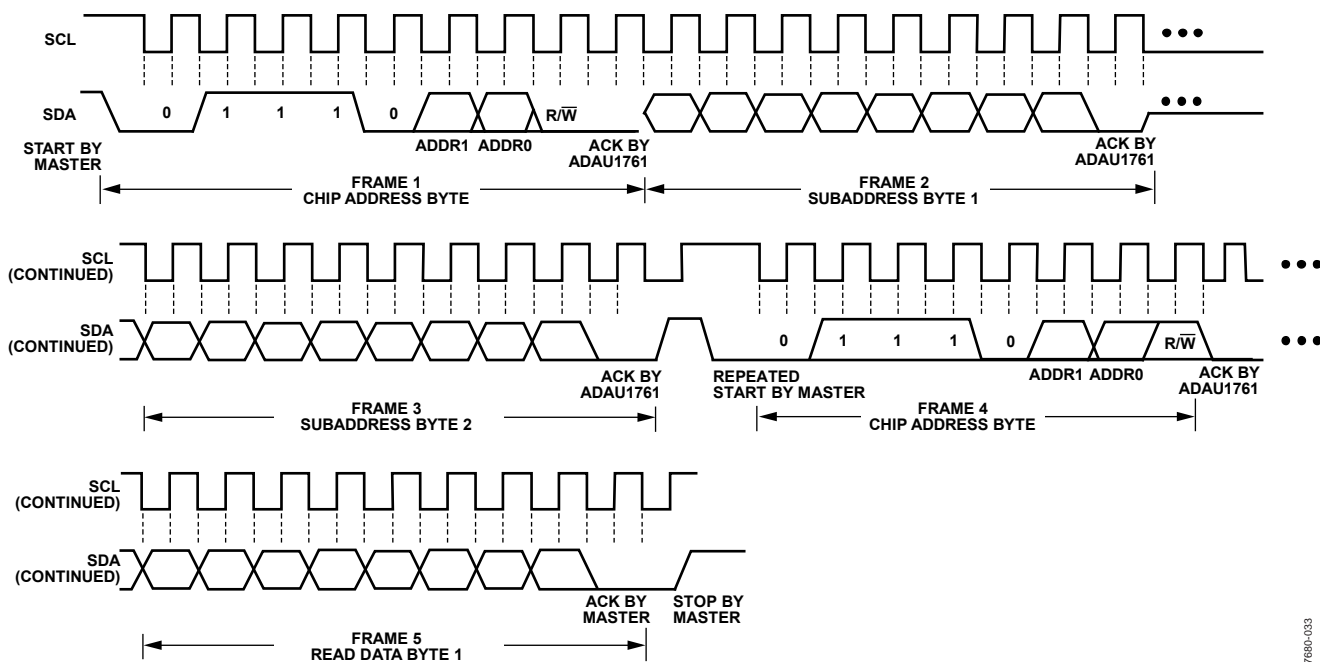 SCL
SDA
0 1 1 1 0
R/W̅
ADDR1 ADDR0
START BY
MASTER
ACK BY
ADAU1761
ACK BY
ADAU1761
FRAME 1
CHIP ADDRESS BYTE
FRAME 2
SUBADDRESS BYTE 1
SCL
(CONTINUED)
SDA
(CONTINUED)
0 1 1 1 0
R/W̅
ACK BY
ADAU1761
REPEATED
START BY MASTER
ADDR1 ADDR0
ACK BY
ADAU1761
FRAME 3
SUBADDRESS BYTE 2
FRAME 4
CHIP ADDRESS BYTE
SCL
(CONTINUED)
SDA
(CONTINUED)
ACK BY
MASTER
STOP BY
MASTER
FRAME 5
READ DATA BYTE 1
7680-033